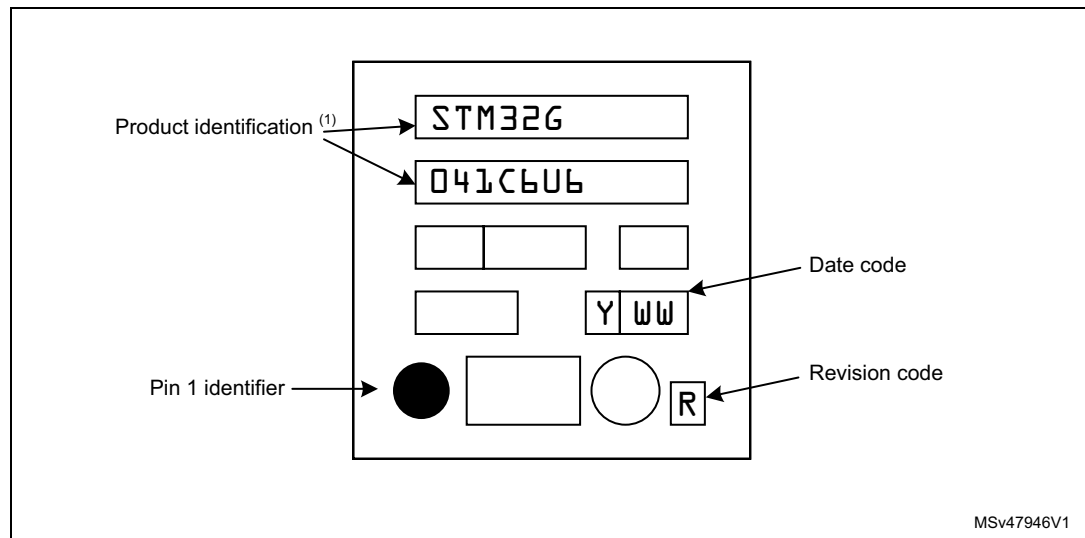 STM32G
Product identification (1)
041C6U6
Date code
Y WW
Revision code
Pin 1 identifier
R
MSv47946V1